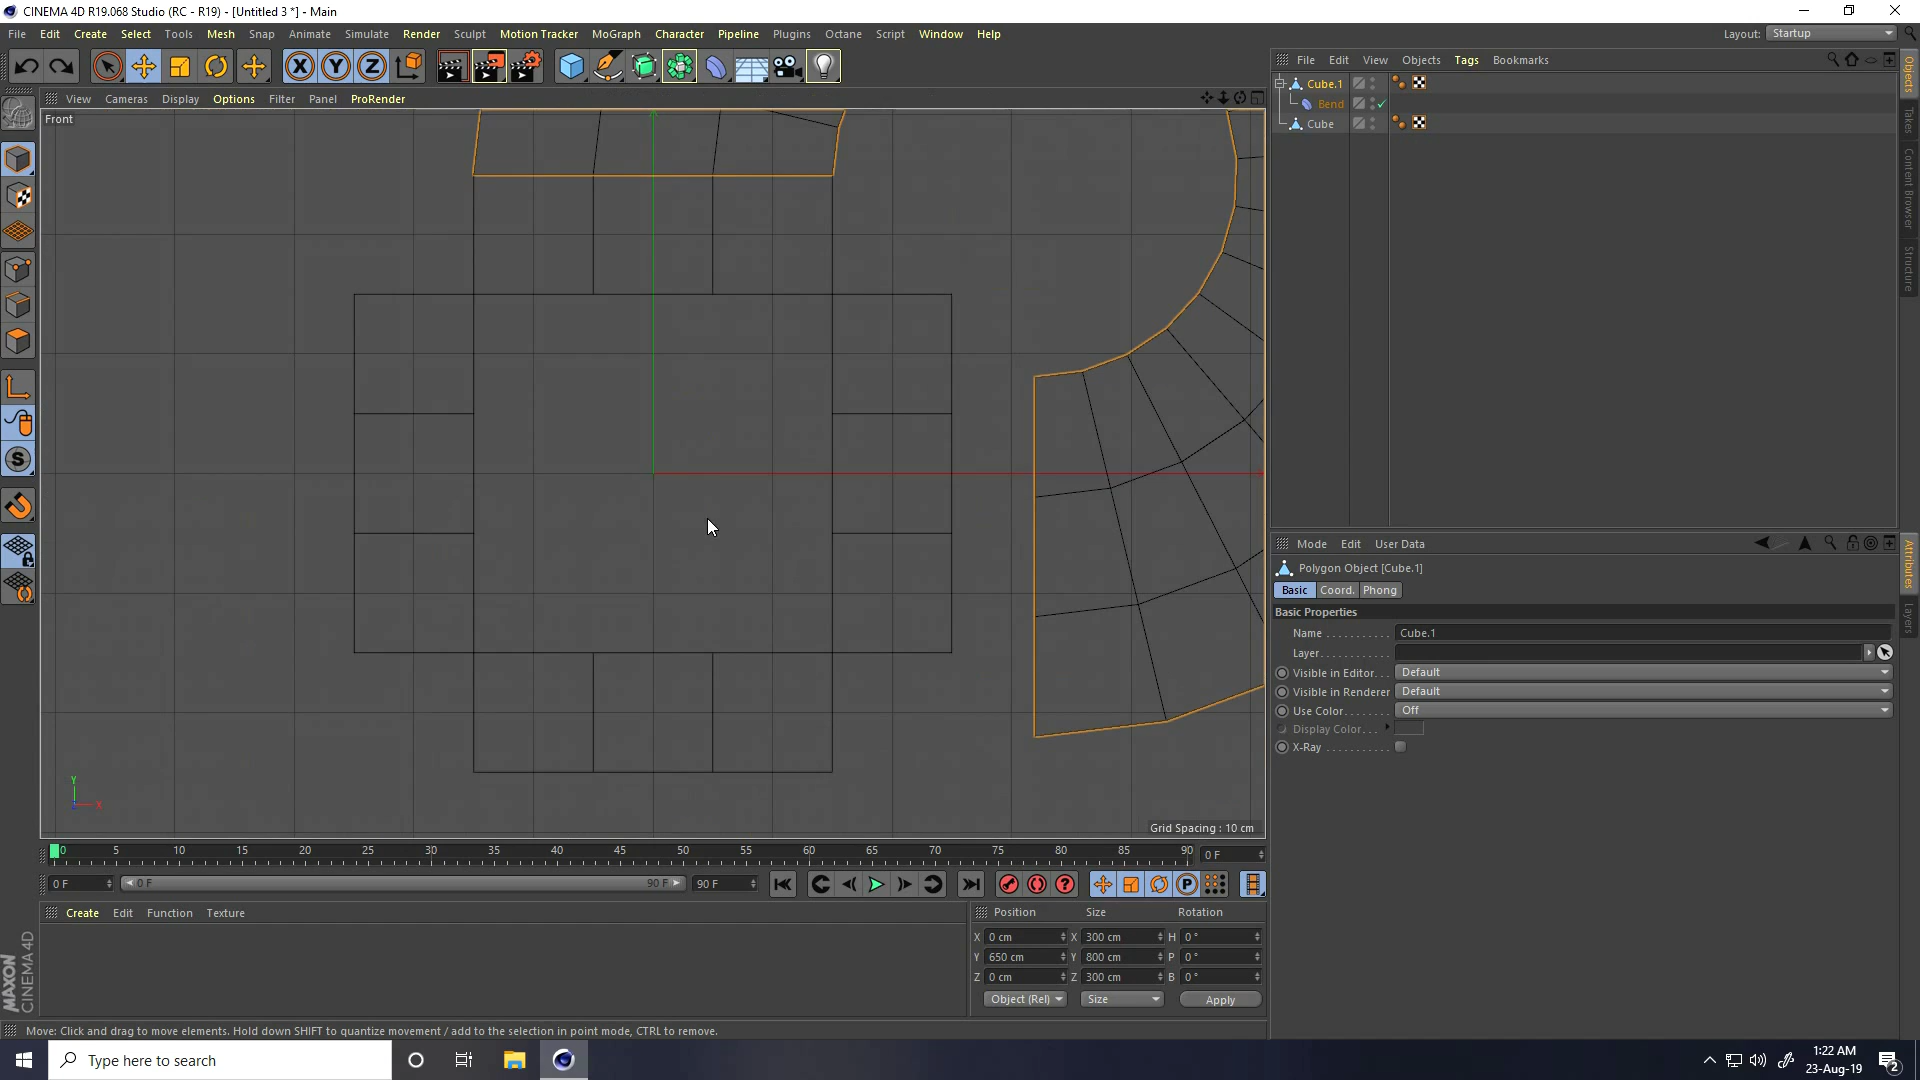 CINEMA 4D R19.068 Studio (RC - R19) - [Untitled 3 *] - Main
File Edit Create Select Tools Mesh Snap Animate Simulate Render Sculpt Motion Tracker MoGraph Character Pipeline Plugins Octane Script Window Help
Layout: Startup
File Edit View Objects Tags Bookmarks
Cube.1
Bend
Cube
Objects
Takes
Content Browser
Structure
View Cameras Display Options Filter Panel ProRender
Front
Y
X
Grid Spacing : 10 cm
Mode Edit User Data
Polygon Object [Cube.1]
Basic Coord. Phong
Basic Properties
Name Cube.1
Layer
Visible in Editor Default
Visible in Renderer Default
Use Color Off
Display Color
X-Ray
Attributes
Layers
0 5 10 15 20 25 30 35 40 45 50 55 60 65 70 75 80 85 90 0 F
0 F 0 F 90 F 90 F
Create Edit Function Texture
Position Size Rotation
X 0 cm X 300 cm H 0 °
Y 650 cm Y 800 cm P 0 °
Z 0 cm Z 300 cm B 0 °
Object (Rel) Size Apply
MAXON
CINEMA 4D
Move: Click and drag to move elements. Hold down SHIFT to quantize movement / add to the selection in point mode, CTRL to remove.
Type here to search
1:22 AM
23-Aug-19
2